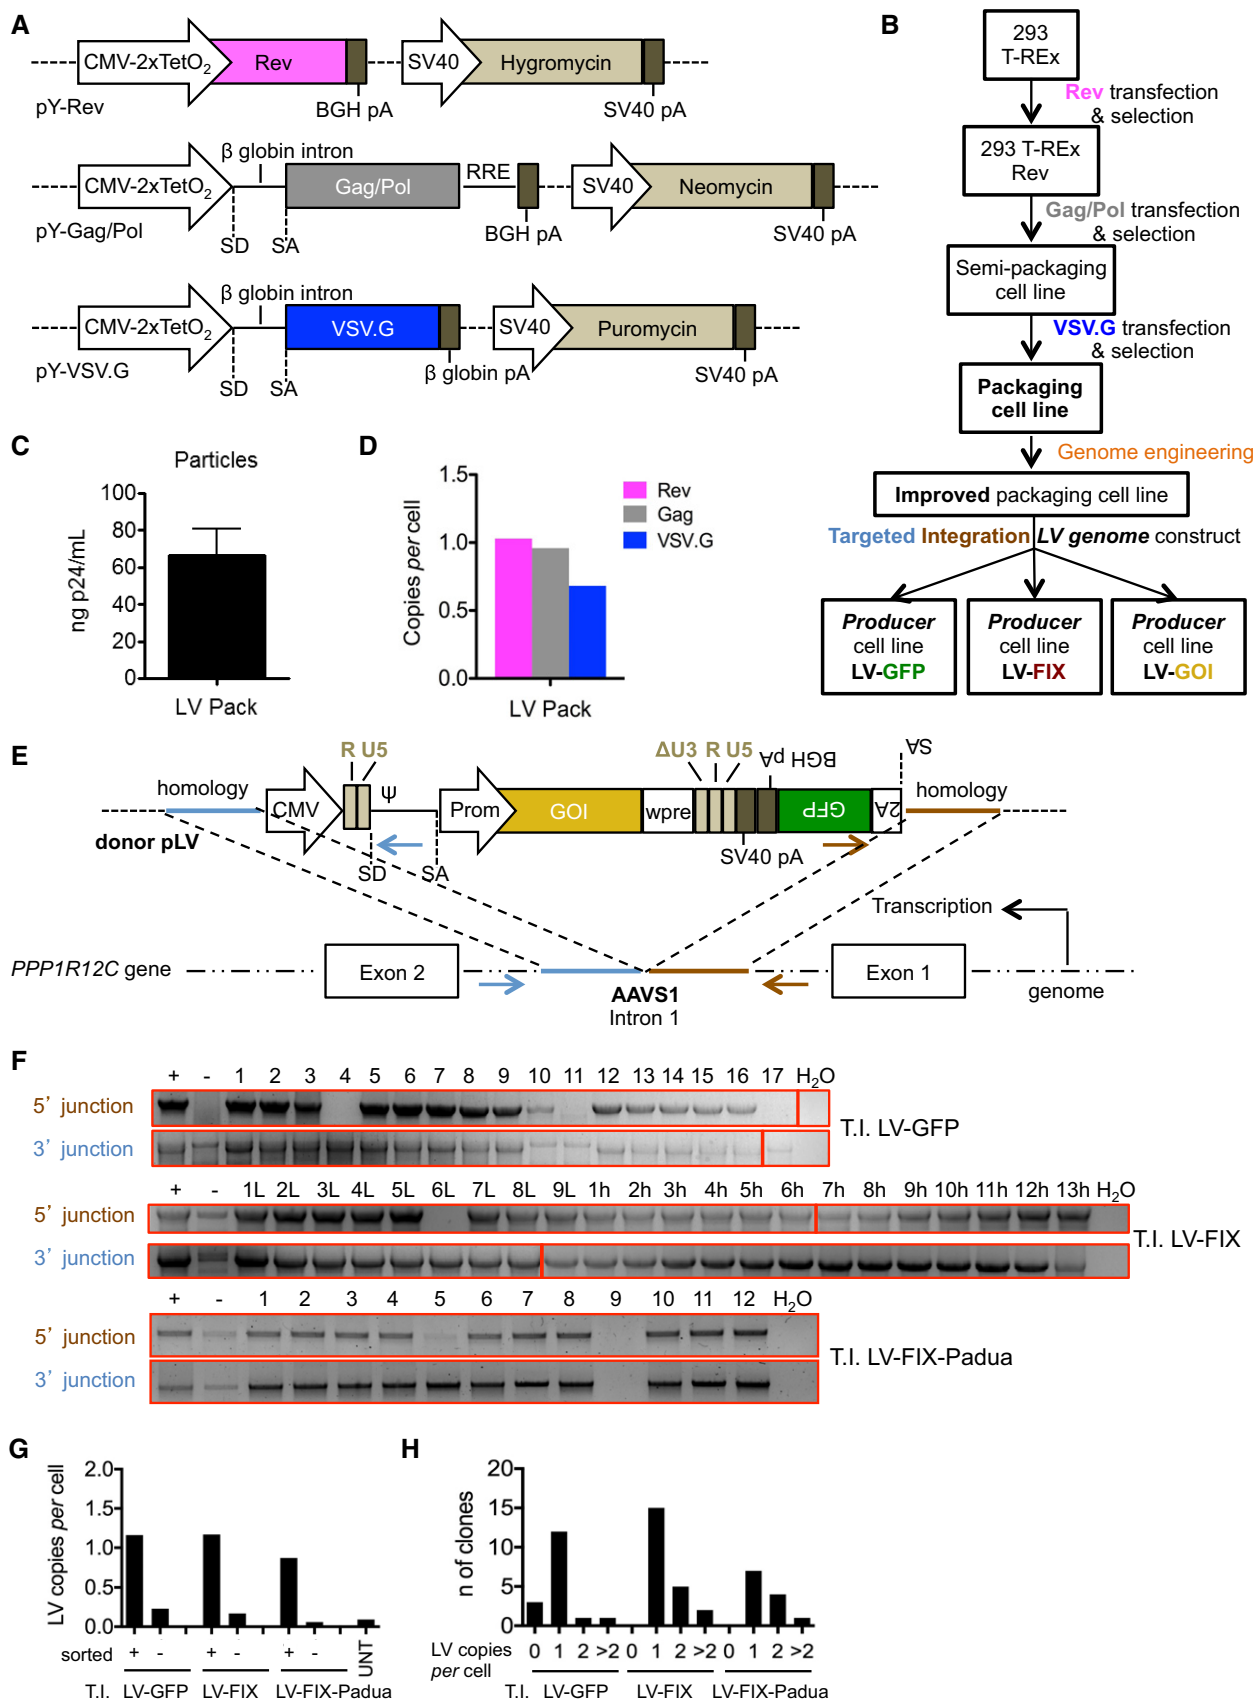 A
CMV-2xTetO2 Rev SV40 Hygromycin
pY-Rev BGH pA SV40 pA
β globin intron
CMV-2xTetO2 Gag/Pol RRE SV40 Neomycin
pY-Gag/Pol SD SA BGH pA SV40 pA
β globin intron
CMV-2xTetO2 VSV.G SV40 Puromycin
pY-VSV.G SD SA β globin pA SV40 pA
B
293
T-REx
Rev transfection
& selection
293 T-REx
Rev
Gag/Pol transfection
& selection
Semi-packaging
cell line
VSV.G transfection
& selection
Packaging
cell line
Genome engineering
Improved packaging cell line
Targeted Integration LV genome construct
Producer
cell line
LV-GFP
Producer
cell line
LV-FIX
Producer
cell line
LV-GOI
C
Particles
ng p24/mL
100
80
60
40
20
0
LV Pack
D
Copies per cell
1.5
1.0
0.5
0.0
Rev
Gag
VSV.G
LV Pack
E
homology R U5 Ψ ΔU3 R U5 BGH pA SA homology
CMV Prom GOI wpre GFP 2A
donor pLV SD SA SV40 pA
Transcription
PPP1R12C gene Exon 2 Exon 1
AAVS1
Intron 1
genome
F
+ - 1 2 3 4 5 6 7 8 9 10 11 12 13 14 15 16 17 H2O
5' junction
3' junction
T.I. LV-GFP
+ - 1L 2L 3L 4L 5L 6L 7L 8L 9L 1h 2h 3h 4h 5h 6h 7h 8h 9h 10h 11h 12h 13h H2O
5' junction
3' junction
T.I. LV-FIX
+ - 1 2 3 4 5 6 7 8 9 10 11 12 H2O
5' junction
3' junction
T.I. LV-FIX-Padua
G
LV copies per cell
2.0
1.5
1.0
0.5
0.0
sorted + - + - + - UNT
T.I. LV-GFP LV-FIX LV-FIX-Padua
H
n of clones
20
15
10
5
0
LV copies per cell 0 1 2 >2 0 1 2 >2 0 1 2 >2
T.I. LV-GFP LV-FIX LV-FIX-Padua